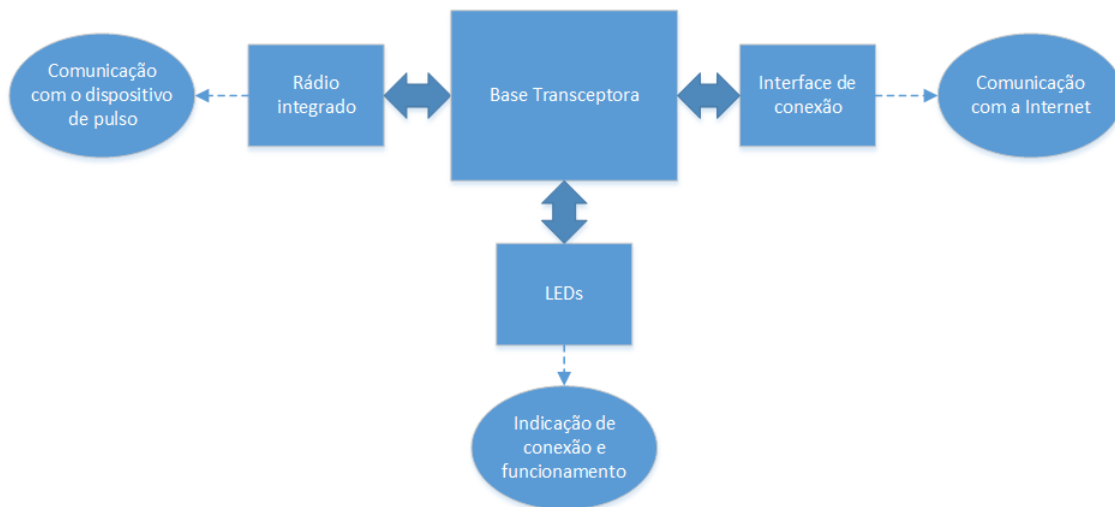 Comunicação
com o dispositivo
de pulso
Rádio
integrado
Base Transceptora
Interface de
conexão
Comunicação
com a Internet
LEDs
Indicação de
conexão e
funcionamento